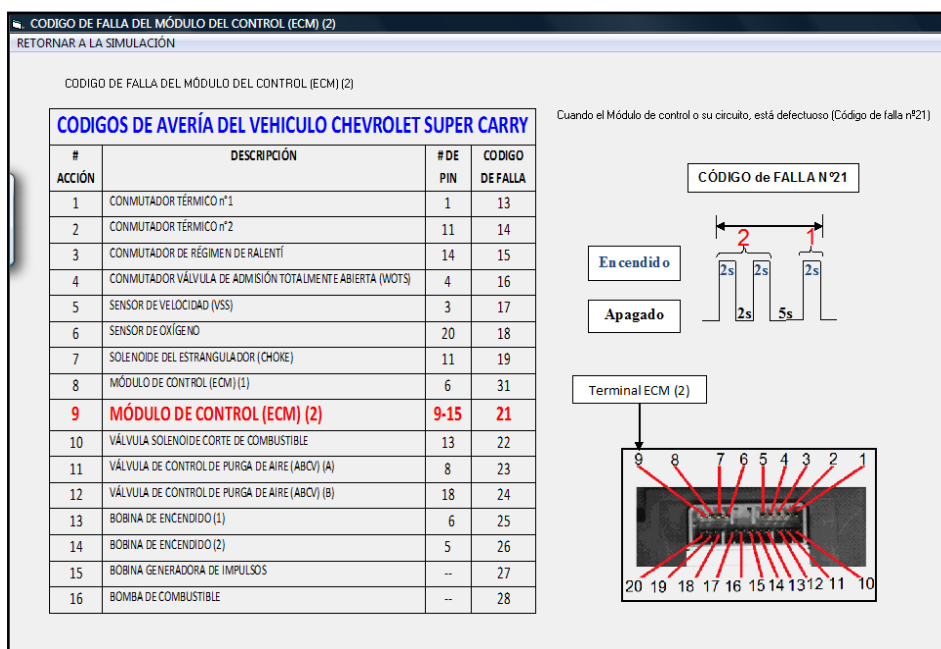 CODIGO DE FALLA DEL MÓDULO DEL CONTROL (ECM) (2)
RETORNAR A LA SIMULACIÓN
CODIGO DE FALLA DEL MÓDULO DEL CONTROL (ECM) (2)
CODIGOS DE AVERÍA DEL VEHICULO CHEVROLET SUPER CARRY
# ACCIÓN DESCRIPCIÓN # DE PIN CODIGO DE FALLA
1 CONMUTADOR TÉRMICO n°1 1 13
2 CONMUTADOR TÉRMICO n°2 11 14
3 CONMUTADOR DE RÉGIMEN DE RALENTÍ 14 15
4 CONMUTADOR VÁLVULA DE ADMISIÓN TOTALMENTE ABIERTA (WOTS) 4 16
5 SENSOR DE VELOCIDAD (VSS) 3 17
6 SENSOR DE OXÍGENO 20 18
7 SOLENOIDE DEL ESTRANGULADOR (CHOKE) 11 19
8 MÓDULO DE CONTROL (ECM) (1) 6 31
9 MÓDULO DE CONTROL (ECM) (2) 9-15 21
10 VÁLVULA SOLENOIDE CORTE DE COMBUSTIBLE 13 22
11 VÁLVULA DE CONTROL DE PURGA DE AIRE (ABCV) (A) 8 23
12 VÁLVULA DE CONTROL DE PURGA DE AIRE (ABCV) (B) 18 24
13 BOBINA DE ENCENDIDO (1) 6 25
14 BOBINA DE ENCENDIDO (2) 5 26
15 BOBINA GENERADORA DE IMPULSOS -- 27
16 BOMBA DE COMBUSTIBLE -- 28
Cuando el Módulo de control o su circuito, está defectuoso (Código de falla nº21)
CÓDIGO de FALLA Nº21
2 1
Encendido 2s 2s 2s
Apagado 2s 5s
Terminal ECM (2)
9 8 7 6 5 4 3 2 1
20 19 18 17 16 15 14 13 12 11 10